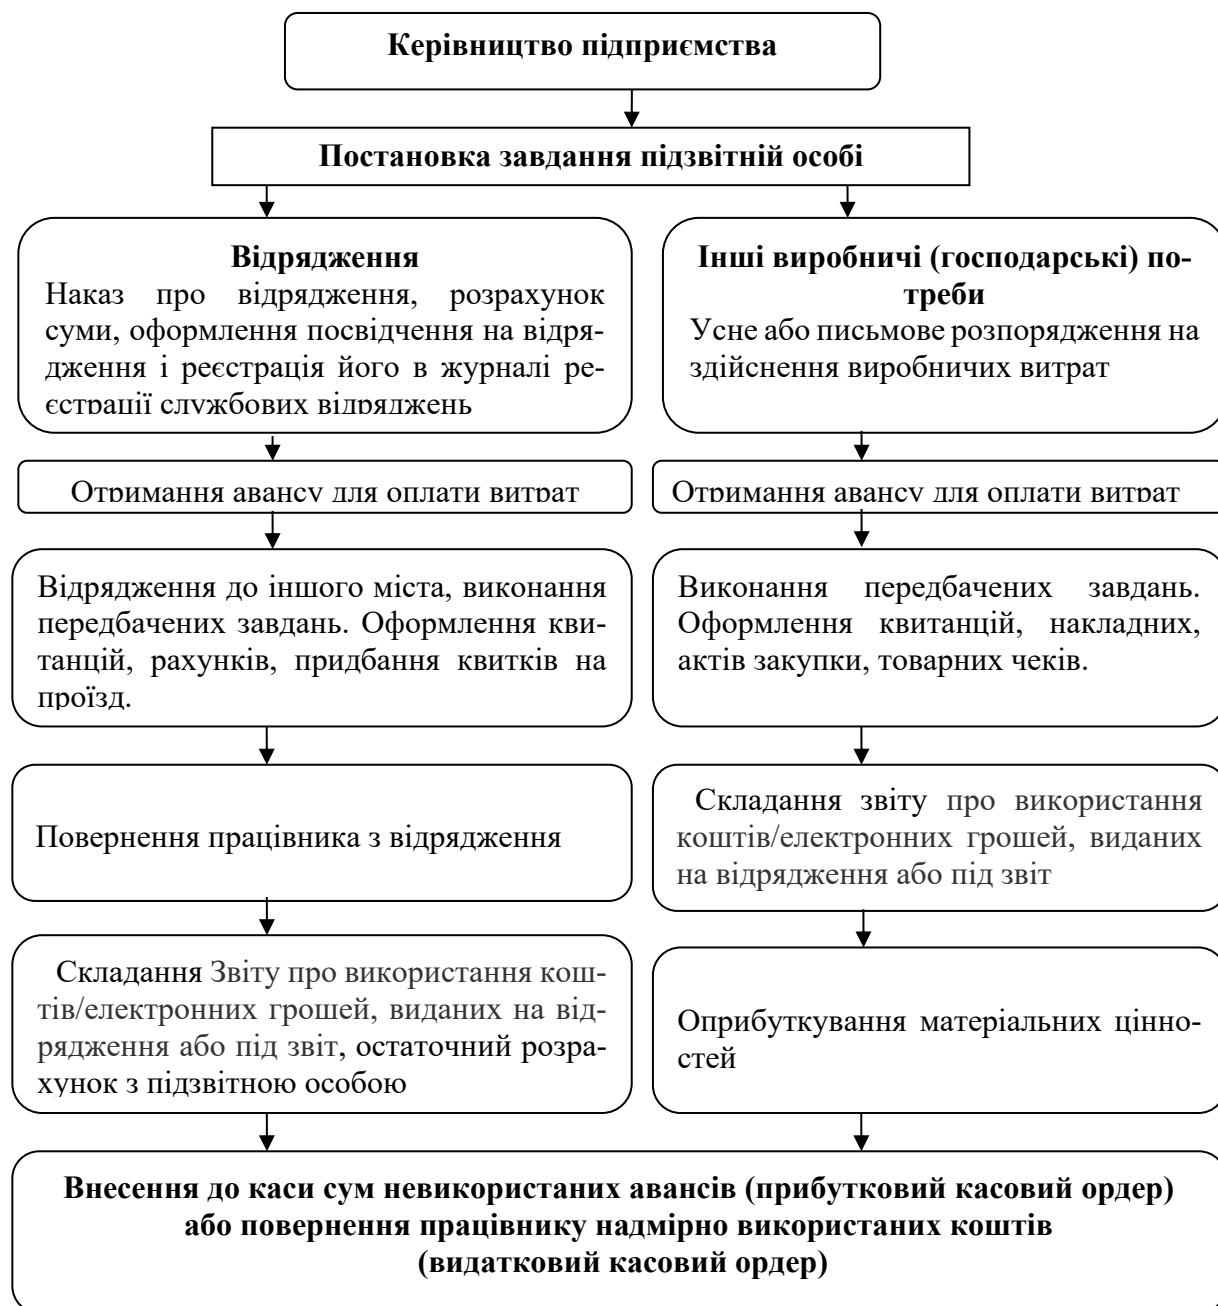 Керівництво підприємства
Постановка завдання підзвітній особі
Відрядження
Наказ про відрядження, розрахунок
суми, оформлення посвідчення на відря-
дження і реєстрація його в журналі ре-
єстрації службових відряджень
Інші виробничі (господарські) по-
треби
Усне або письмове розпорядження на
здійснення виробничих витрат
Отримання авансу для оплати витрат
Отримання авансу для оплати витрат
Відрядження до іншого міста, виконання
передбачених завдань. Оформлення кви-
танцій, рахунків, придбання квитків на
проїзд.
Виконання передбачених завдань.
Оформлення квитанцій, накладних,
актів закупки, товарних чеків.
Повернення працівника з відрядження
Складання звіту про використання
коштів/електронних грошей, виданих
на відрядження або під звіт
Складання Звіту про використання кош-
тів/електронних грошей, виданих на від-
рядження або під звіт, остаточний розра-
хунок з підзвітною особою
Оприбуткування матеріальних цінно-
стей
Внесення до каси сум невикористаних авансів (прибутковий касовий ордер)
або повернення працівнику надмірно використаних коштів
(видатковий касовий ордер)